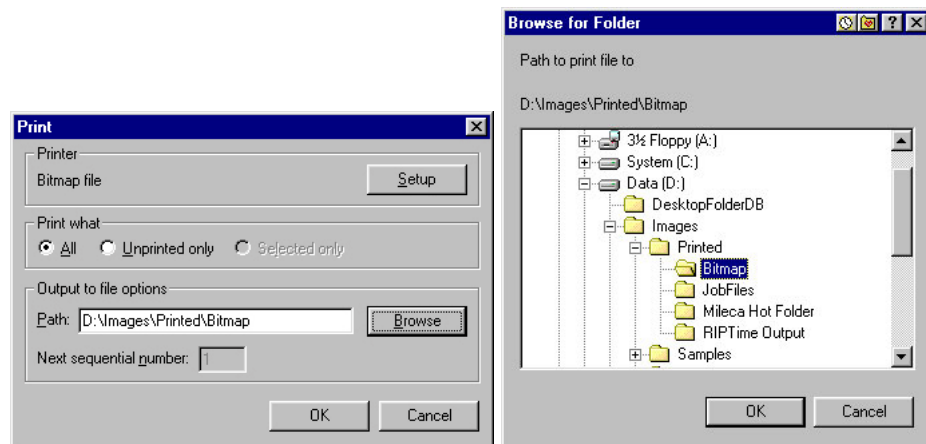 Print
Printer
Bitmap file
Setup
Print what
All Unprinted only Selected only
Output to file options
Path: D:\Images\Printed\Bitmap Browse
Next sequential number: 1
OK Cancel
Browse for Folder
Path to print file to
D:\Images\Printed\Bitmap
3½ Floppy (A:)
System (C:)
Data (D:)
DesktopFolderDB
Images
Printed
Bitmap
JobFiles
Mileca Hot Folder
RIPTime Output
Samples
OK Cancel